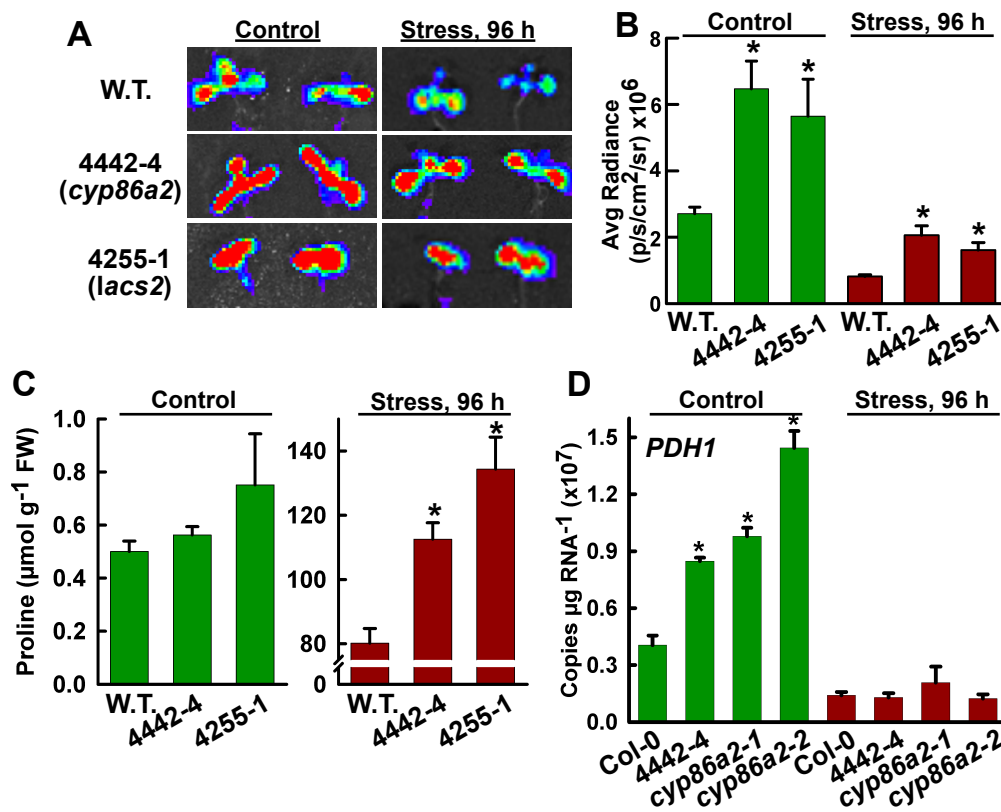 A
Control
Stress, 96 h
W.T.
4442-4
(cyp86a2)
4255-1
(lacs2)
B
Control
Stress, 96 h
Avg Radiance
(p/s/cm²/sr) x10⁶
8
6
4
2
0
* * * *
W.T. 4442-4 4255-1 W.T. 4442-4 4255-1
C
Control
Stress, 96 h
Proline (µmol g⁻¹ FW)
1.0
0.8
0.6
0.4
0.2
0.0
140
120
100
80
0
* *
W.T. 4442-4 4255-1 W.T. 4442-4 4255-1
D
Control
Stress, 96 h
PDH1
Copies µg RNA⁻¹ (x10⁷)
1.5
1.2
0.9
0.6
0.3
0.0
* * *
Col-0 4442-4 cyp86a2-1 cyp86a2-2 Col-0 4442-4 cyp86a2-1 cyp86a2-2